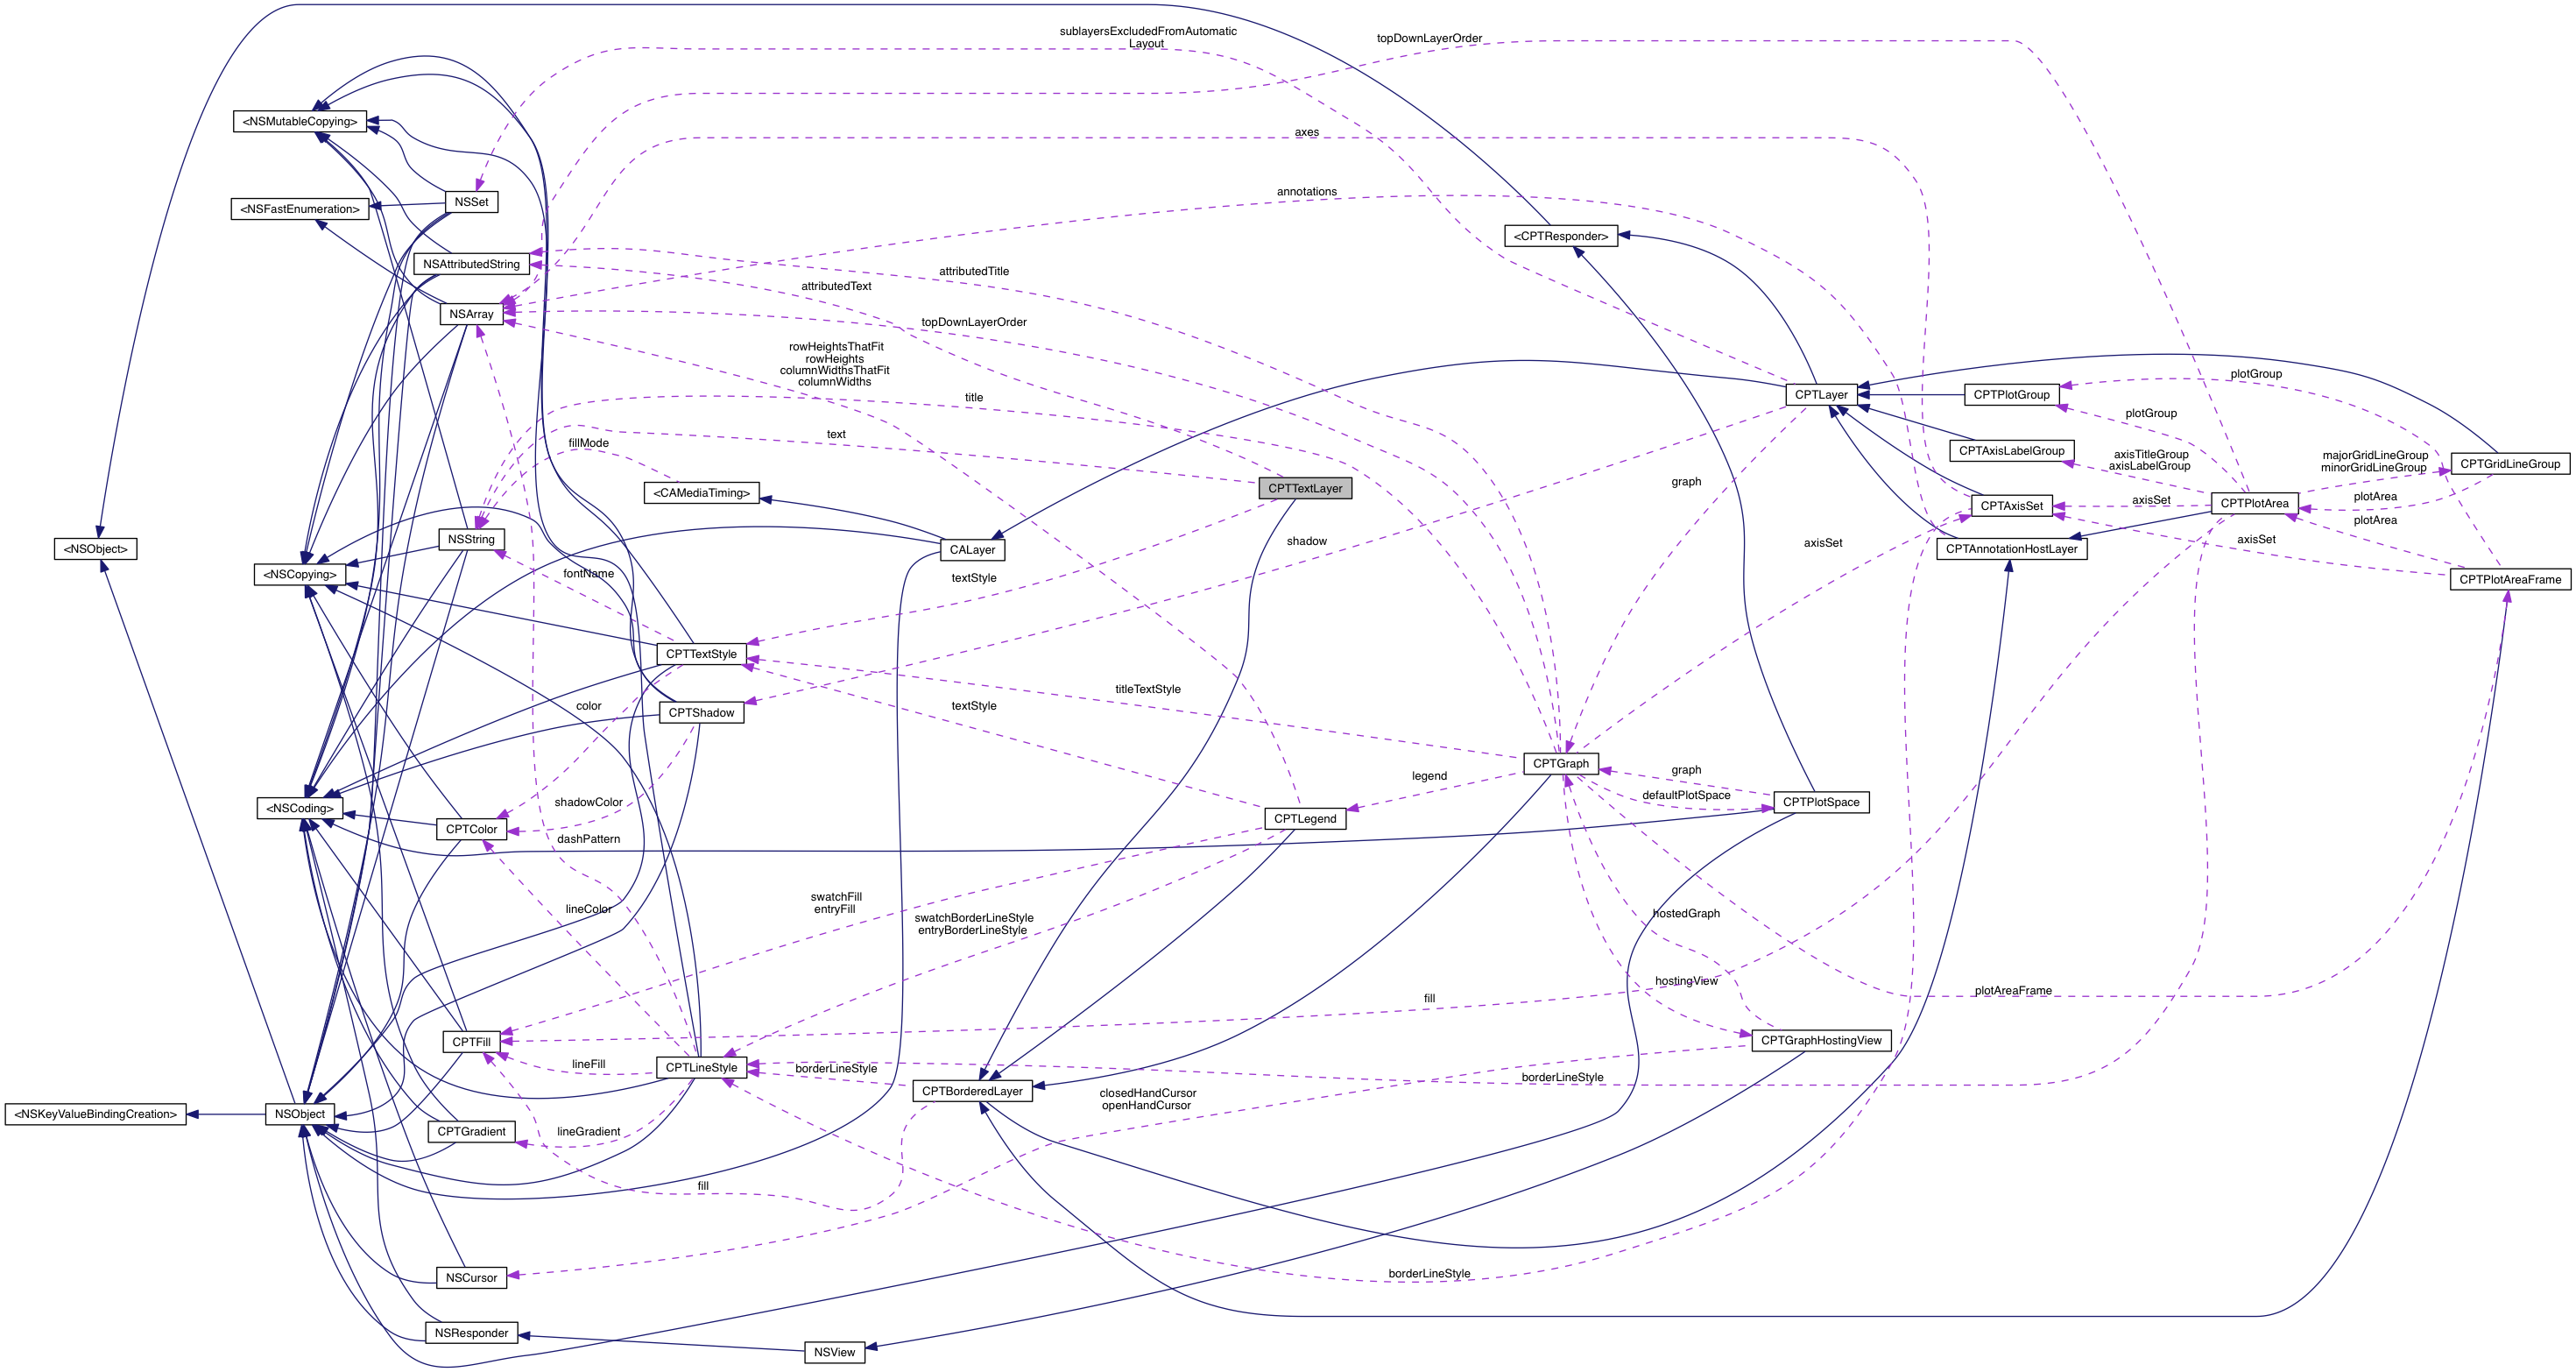 sublayersExcludedFromAutomatic
Layout
topDownLayerOrder
<NSMutableCopying>
axes
annotations
NSSet
<NSFastEnumeration>
<CPTResponder>
NSAttributedString
attributedTitle
attributedText
NSArray
topDownLayerOrder
rowHeightsThatFit
rowHeights
columnWidthsThatFit
columnWidths
plotGroup
CPTLayer
CPTPlotGroup
title
plotGroup
text
fillMode
CPTAxisLabelGroup
axisTitleGroup
axisLabelGroup
majorGridLineGroup
minorGridLineGroup
CPTGridLineGroup
graph
CPTTextLayer
<CAMediaTiming>
plotArea
axisSet
CPTAxisSet
CPTPlotArea
plotArea
NSString
shadow
axisSet
axisSet
<NSObject>
CALayer
CPTAnnotationHostLayer
<NSCopying>
fontName
textStyle
CPTPlotAreaFrame
CPTTextStyle
titleTextStyle
color
textStyle
CPTShadow
CPTGraph
graph
legend
defaultPlotSpace
CPTPlotSpace
<NSCoding>
shadowColor
CPTLegend
CPTColor
dashPattern
swatchFill
entryFill
lineColor
swatchBorderLineStyle
entryBorderLineStyle
hostedGraph
hostingView
plotAreaFrame
fill
CPTFill
CPTGraphHostingView
lineFill
CPTLineStyle
borderLineStyle
borderLineStyle
CPTBorderedLayer
closedHandCursor
openHandCursor
<NSKeyValueBindingCreation>
NSObject
CPTGradient
lineGradient
fill
NSCursor
borderLineStyle
NSResponder
NSView